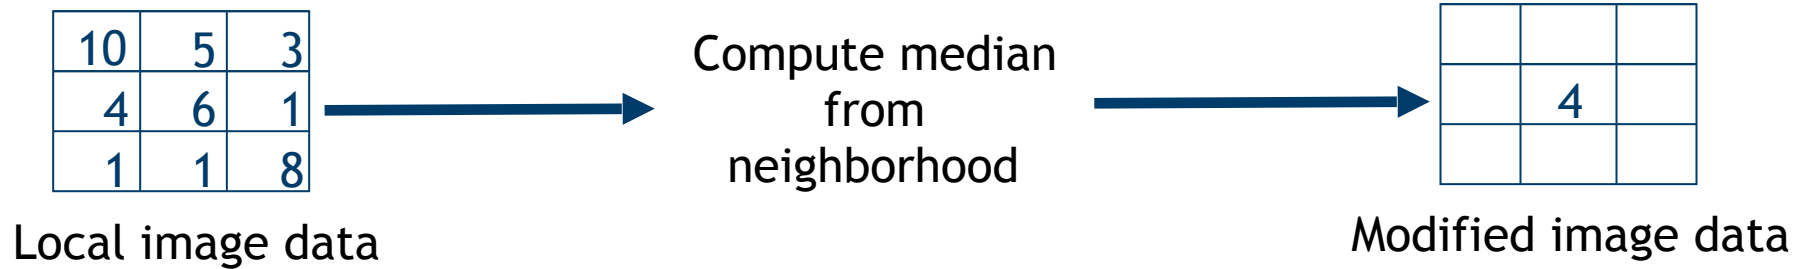 10 5 3
4 6 1
1 1 8
Local image data
Compute median
from
neighborhood
4
Modified image data